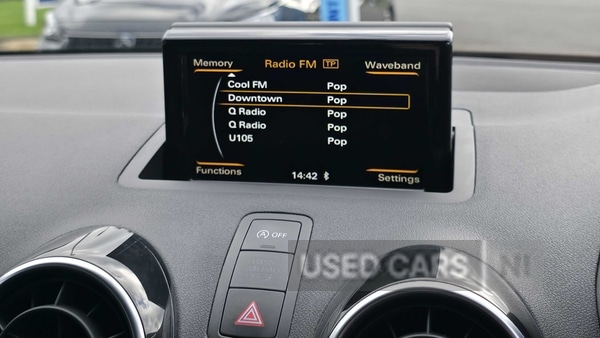 Memory
Radio FM TP
Waveband
Cool FM Pop
Downtown Pop
Q Radio Pop
Q Radio Pop
U105 Pop
Functions
14:42
Settings
A OFF
USED CARS NI